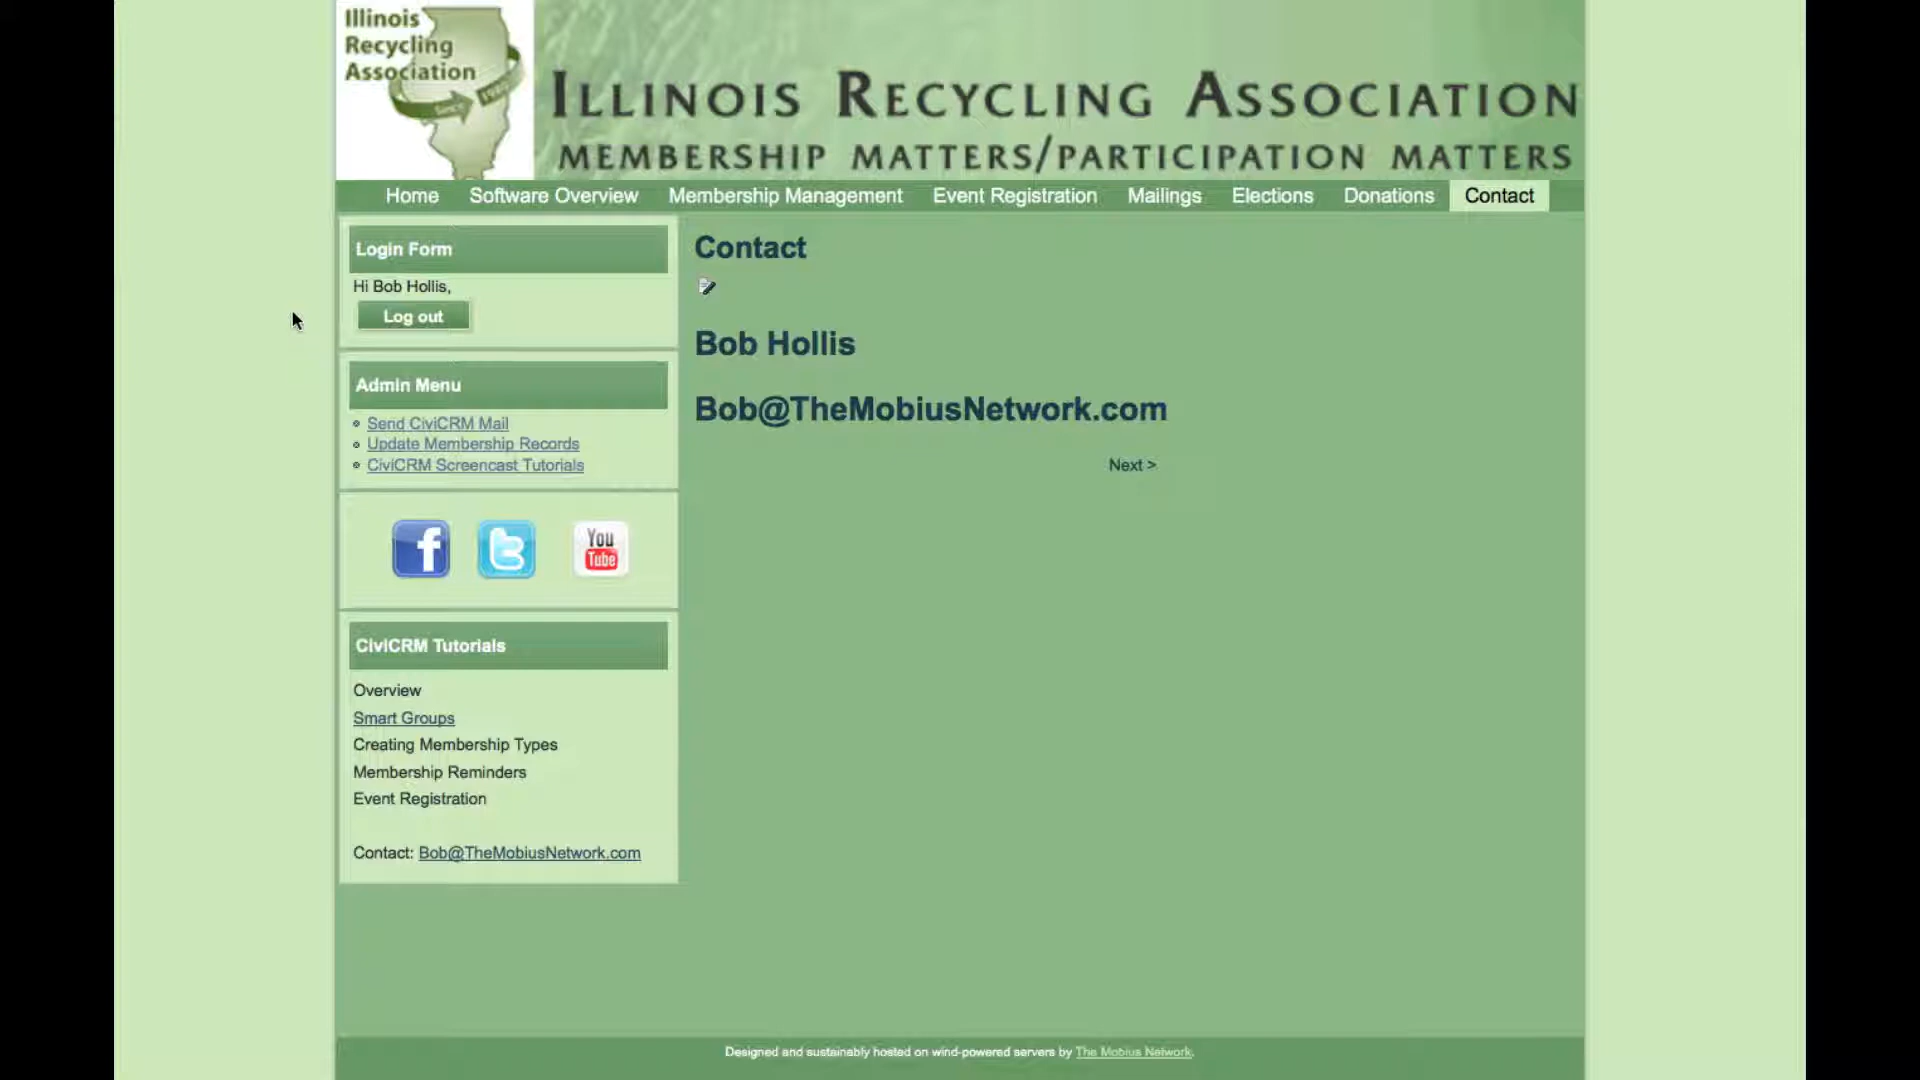 Illinois
Recycling
Association
Since 1980
ILLINOIS RECYCLING ASSOCIATION
MEMBERSHIP MATTERS/PARTICIPATION MATTERS
Home Software Overview Membership Management Event Registration Mailings Elections Donations Contact
Login Form
Hi Bob Hollis,
Log out
Admin Menu
Send CiviCRM Mail
Update Membership Records
CiviCRM Screencast Tutorials
f
t
You
Tube
CiviCRM Tutorials
Overview
Smart Groups
Creating Membership Types
Membership Reminders
Event Registration
Contact: Bob@TheMobiusNetwork.com
Contact
Bob Hollis
Bob@TheMobiusNetwork.com
Next >
Designed and sustainably hosted on wind-powered servers by The Mobius Network.